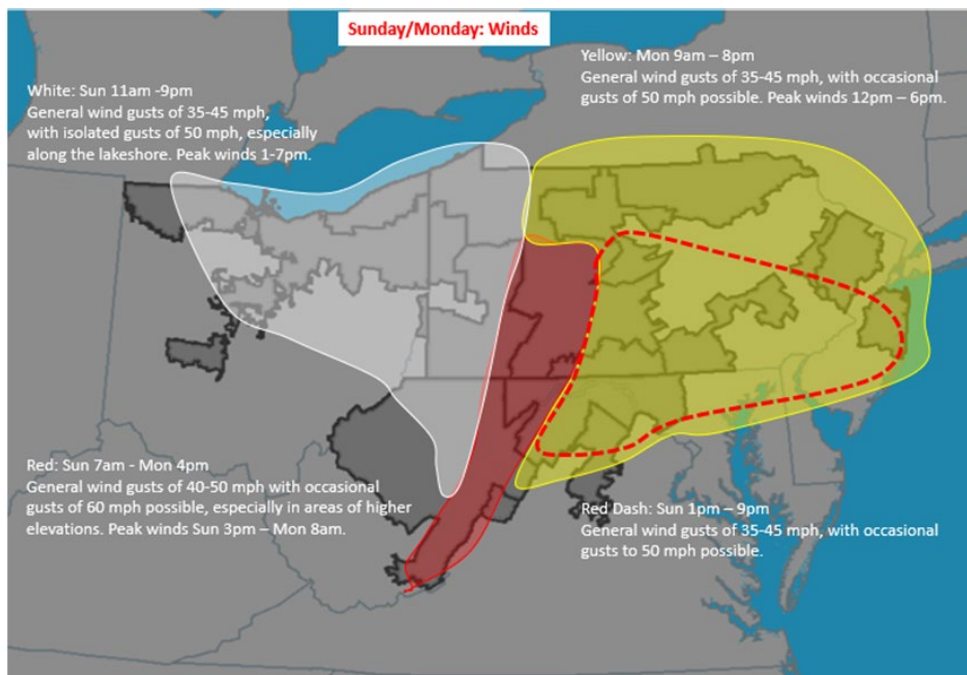 Sunday/Monday: Winds
White: Sun 11am -9pm
General wind gusts of 35-45 mph,
with isolated gusts of 50 mph, especially
along the lakeshore. Peak winds 1-7pm.
Yellow: Mon 9am – 8pm
General wind gusts of 35-45 mph, with occasional
gusts of 50 mph possible. Peak winds 12pm – 6pm.
Red: Sun 7am - Mon 4pm
General wind gusts of 40-50 mph with occasional
gusts of 60 mph possible, especially in areas of higher
elevations. Peak winds Sun 3pm – Mon 8am.
Red Dash: Sun 1pm – 9pm
General wind gusts of 35-45 mph, with occasional
gusts to 50 mph possible.